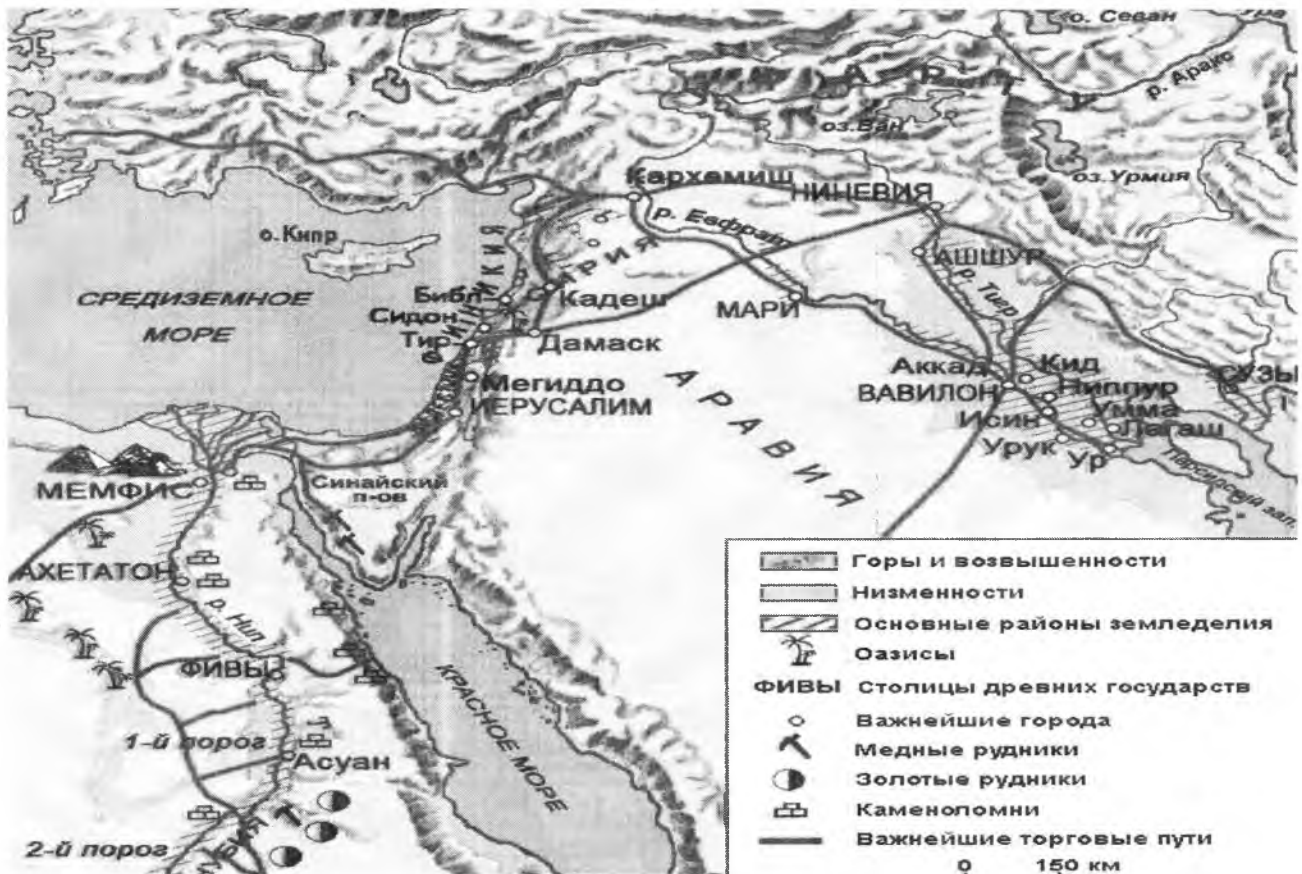 о. Севан
р. Аракс
оз. Ван
оз. Урмия
Кархемиш
НИНЕВИЯ
р. Евфрат
о. Кипр
АШШУР
р. Тигр
СРЕДИЗЕМНОЕ
МОРЕ
Библ
Кадеш
МАРИ
Сидон
Тир
Дамаск
АРАВИЯ
Аккад
Кид
ВАВИЛОН
Ниппур
СУЗЫ
Мегиддо
ИЕРУСАЛИМ
Исин
Умма
Лагаш
Урук
Ур
Персидский зал.
МЕМФИС
Синайский
п-ов
АХЕТАТОН
р. Нил
ФИВЫ
КРАСНОЕ МОРЕ
1-й порог
Асуан
2-й порог
Горы и возвышенности
Низменности
Основные районы земледелия
Оазисы
ФИВЫ Столицы древних государств
Важнейшие города
Медные рудники
Золотые рудники
Каменоломни
Важнейшие торговые пути
0 150 км